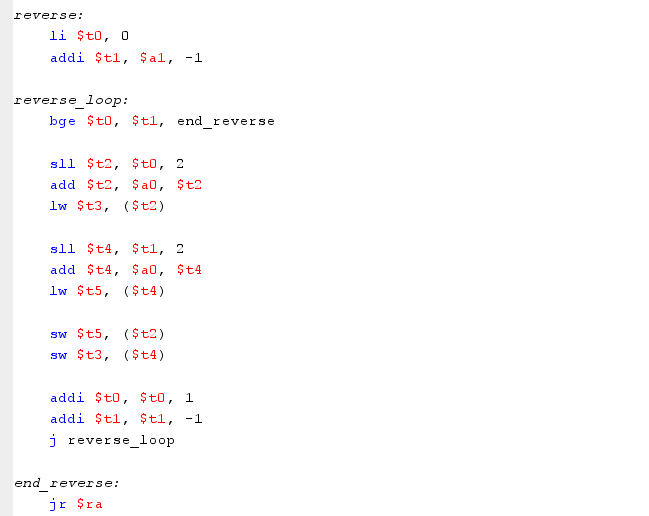 reverse:
    li $t0, 0
    addi $t1, $a1, -1

reverse_loop:
    bge $t0, $t1, end_reverse

    sll $t2, $t0, 2
    add $t2, $a0, $t2
    lw $t3, ($t2)

    sll $t4, $t1, 2
    add $t4, $a0, $t4
    lw $t5, ($t4)

    sw $t5, ($t2)
    sw $t3, ($t4)

    addi $t0, $t0, 1
    addi $t1, $t1, -1
    j reverse_loop

end_reverse:
    jr $ra